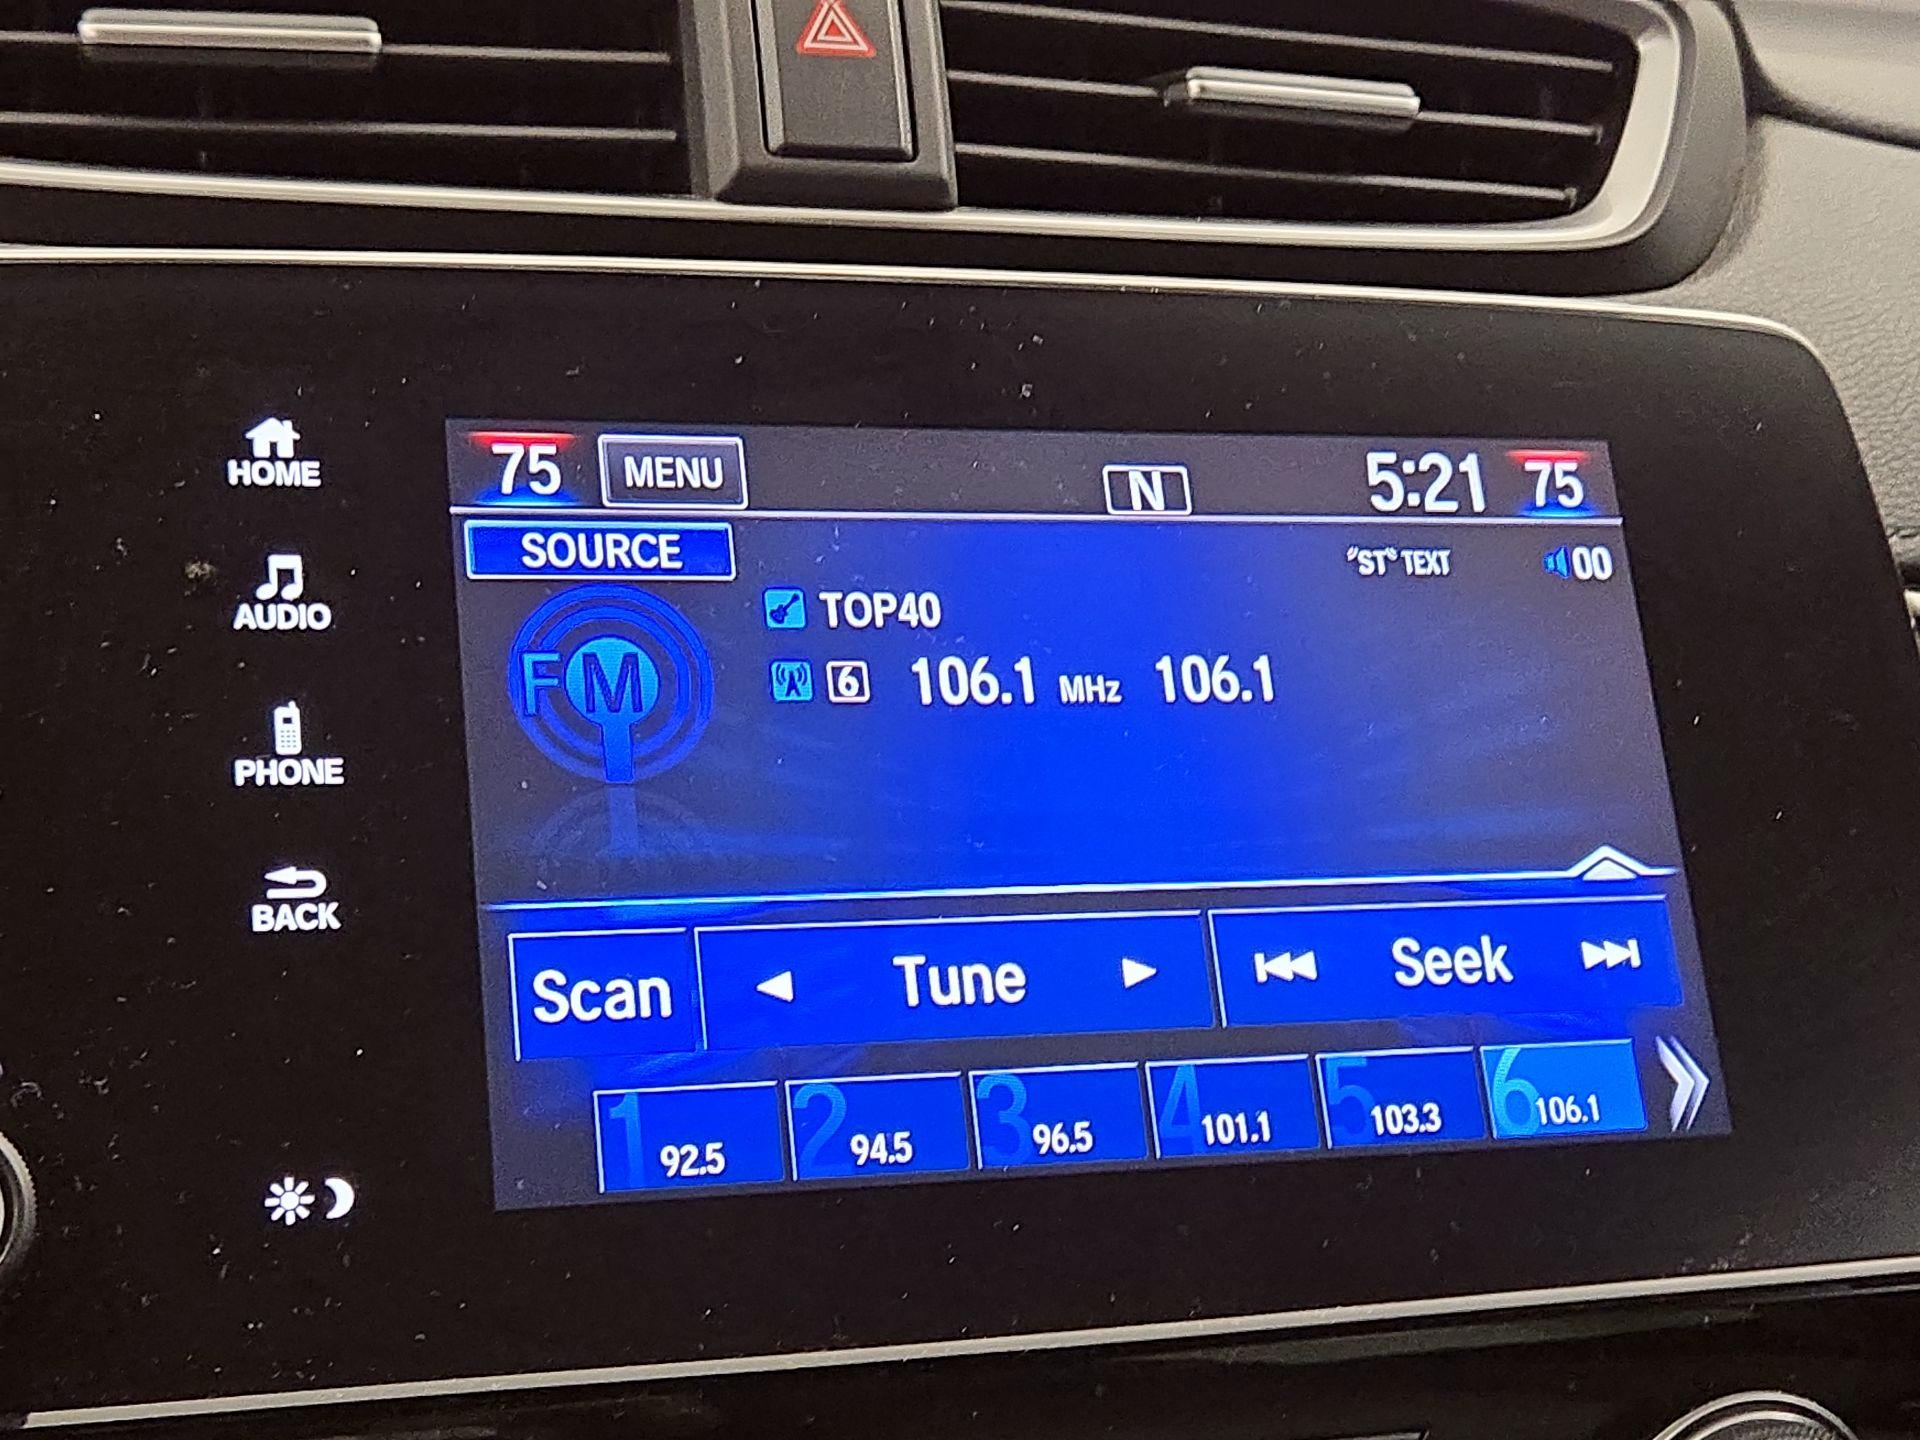 75 MENU N 5:21 75
SOURCE
"ST" TEXT 00
FM
TOP40
6 106.1 MHz 106.1
Scan Tune Seek
1 92.5
2 94.5
3 96.5
4 101.1
5 103.3
6 106.1
HOME
AUDIO
PHONE
BACK